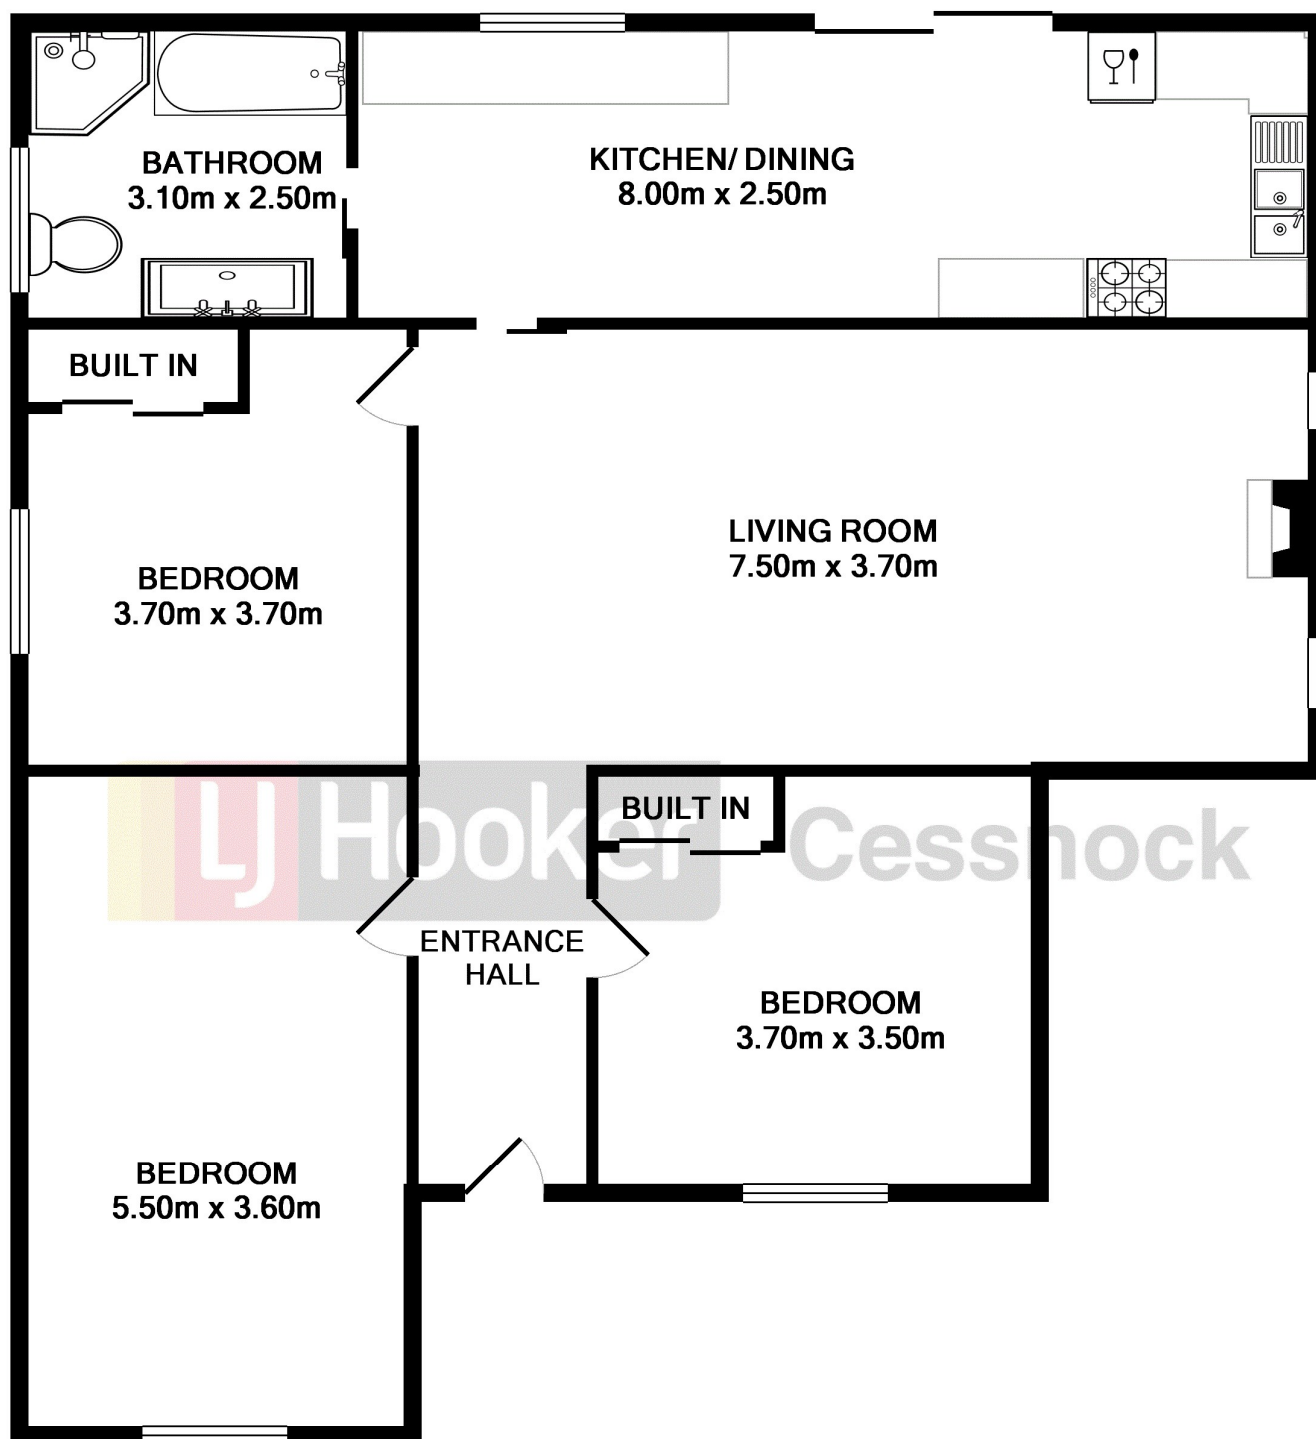 BATHROOM
3.10m x 2.50m
KITCHEN/ DINING
8.00m x 2.50m
BUILT IN
LIVING ROOM
7.50m x 3.70m
BEDROOM
3.70m x 3.70m
LJ Hooker Cessnock
BUILT IN
ENTRANCE
HALL
BEDROOM
3.70m x 3.50m
BEDROOM
5.50m x 3.60m